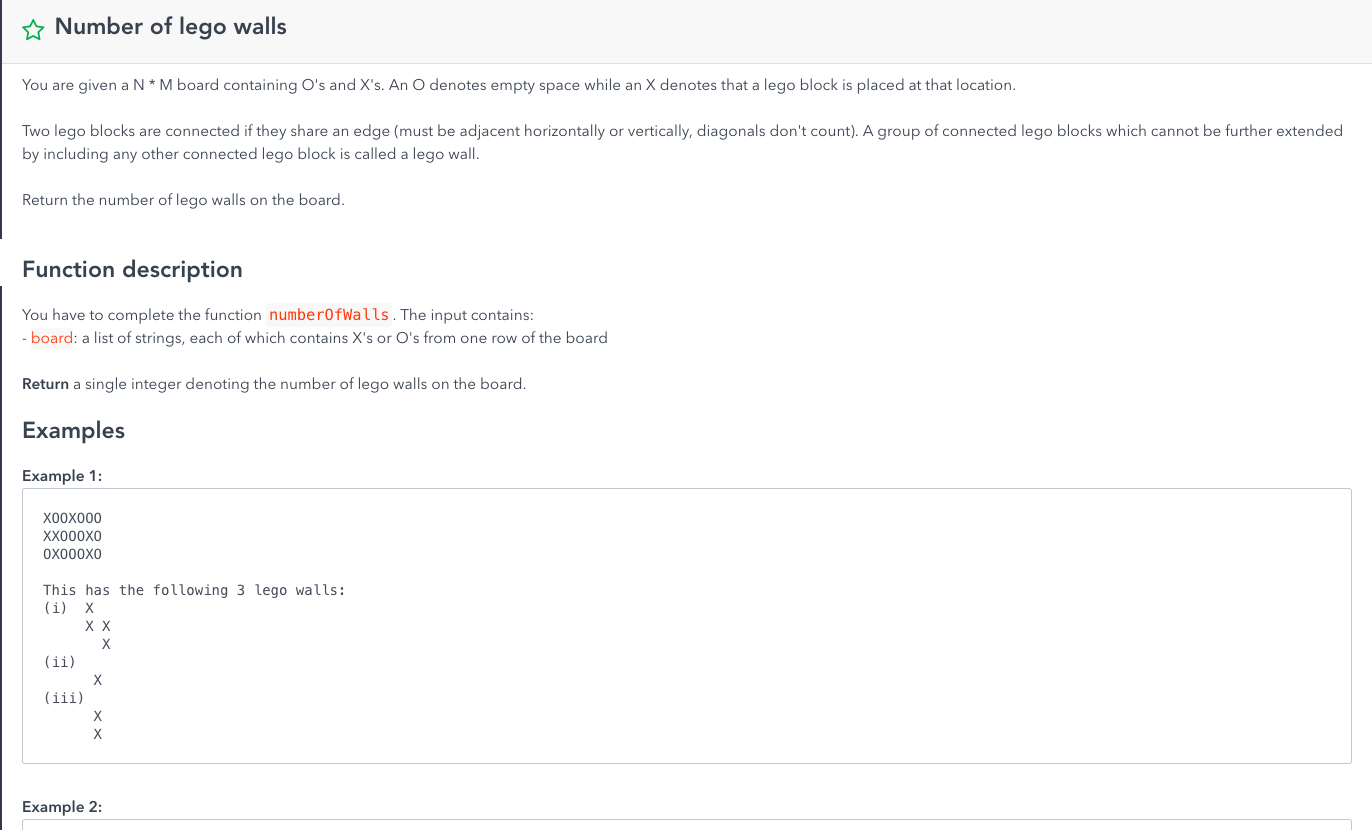 Number of lego walls
You are given a N * M board containing O's and X's. An O denotes empty space while an X denotes that a lego block is placed at that location.
Two lego blocks are connected if they share an edge (must be adjacent horizontally or vertically, diagonals don't count). A group of connected lego blocks which cannot be further extended
by including any other connected lego block is called a lego wall.
Return the number of lego walls on the board.
Function description
You have to complete the function numberOfWalls. The input contains:
- board: a list of strings, each of which contains X's or O's from one row of the board
Return a single integer denoting the number of lego walls on the board.
Examples
Example 1:
XOOXOOO
XXOOOXO
OXOOOXO
This has the following 3 lego walls:
(i)  X
     X X
       X
(ii)
      X
(iii)
      X
      X
Example 2: